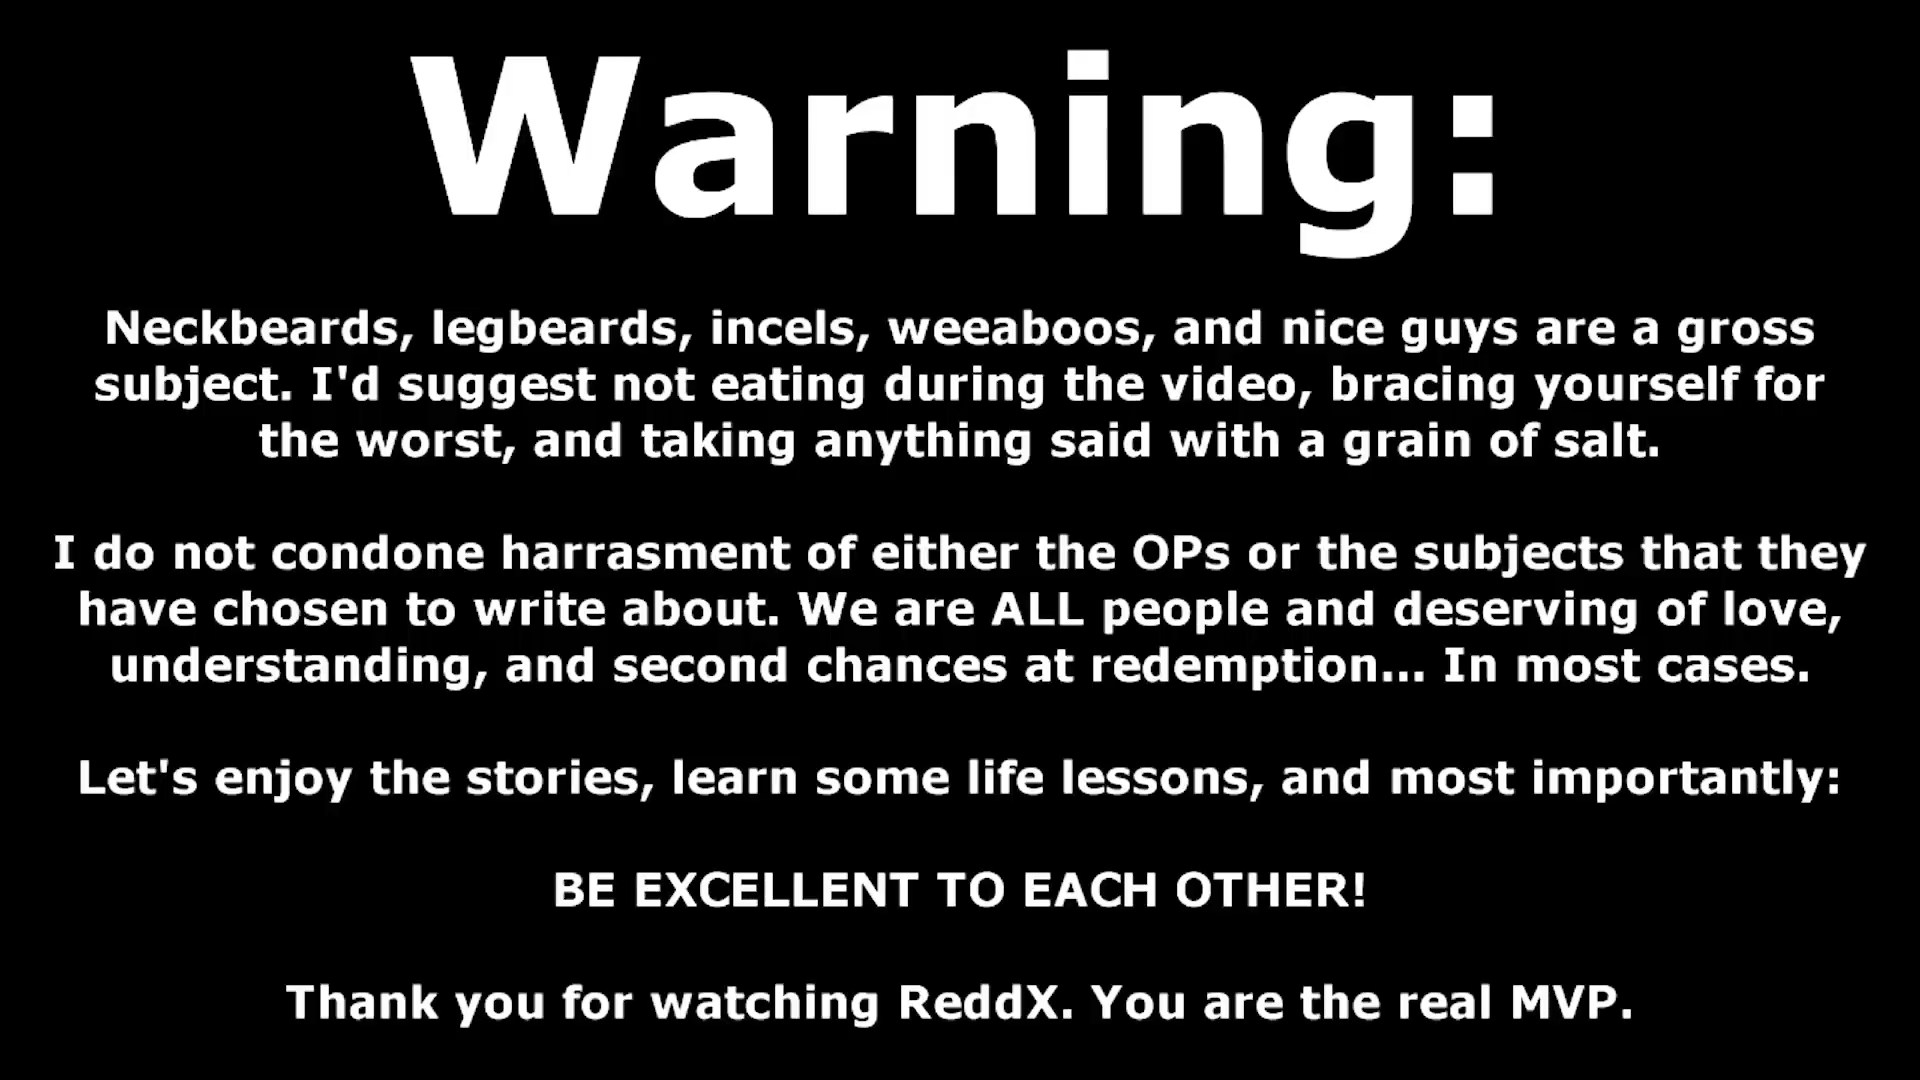 Warning:
Neckbeards, legbeards, incels, weeaboos, and nice guys are a gross
subject. I'd suggest not eating during the video, bracing yourself for
the worst, and taking anything said with a grain of salt.
I do not condone harrasment of either the OPs or the subjects that they
have chosen to write about. We are ALL people and deserving of love,
understanding, and second chances at redemption... In most cases.
Let's enjoy the stories, learn some life lessons, and most importantly:
BE EXCELLENT TO EACH OTHER!
Thank you for watching ReddX. You are the real MVP.